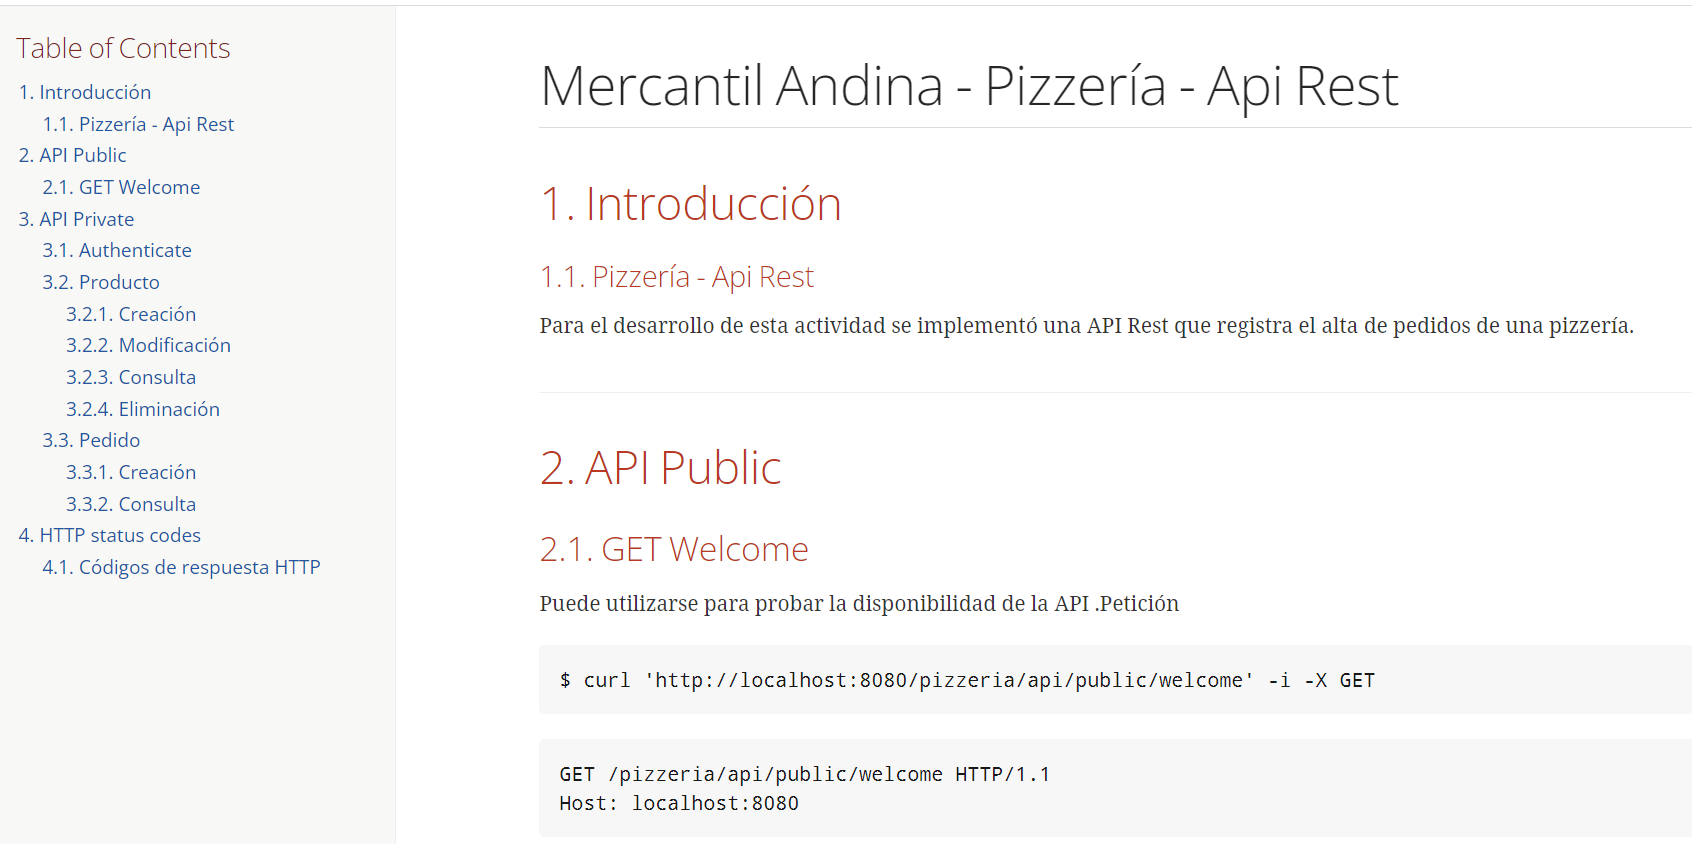 Table of Contents
1. Introducción
1.1. Pizzería - Api Rest
2. API Public
2.1. GET Welcome
3. API Private
3.1. Authenticate
3.2. Producto
3.2.1. Creación
3.2.2. Modificación
3.2.3. Consulta
3.2.4. Eliminación
3.3. Pedido
3.3.1. Creación
3.3.2. Consulta
4. HTTP status codes
4.1. Códigos de respuesta HTTP
Mercantil Andina - Pizzería - Api Rest
1. Introducción
1.1. Pizzería - Api Rest
Para el desarrollo de esta actividad se implementó una API Rest que registra el alta de pedidos de una pizzería.
2. API Public
2.1. GET Welcome
Puede utilizarse para probar la disponibilidad de la API .Petición
$ curl 'http://localhost:8080/pizzeria/api/public/welcome' -i -X GET
GET /pizzeria/api/public/welcome HTTP/1.1
Host: localhost:8080